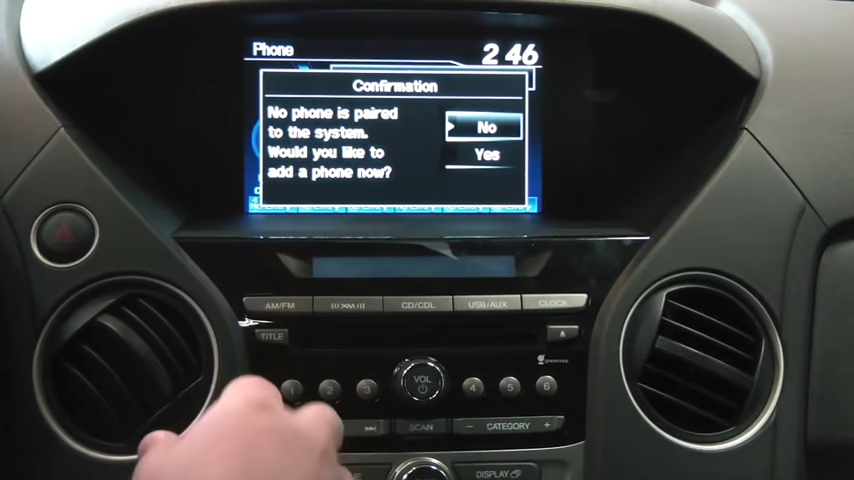 Phone
2 46
Confirmation
No phone is paired
to the system.
Would you like to
add a phone now?
No
Yes
AM/FM
CD/CDL
USB/AUX
CLOCK
TITLE
gracenote
1 2 3
VOL
4 5 6
SCAN
- CATEGORY +
DISPLAY